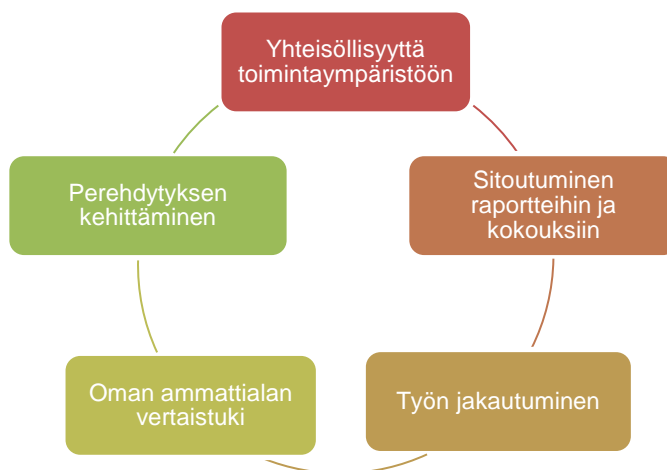 Yhteisöllisyyttä
toimintaympäristöön
Sitoutuminen
raportteihin ja
kokouksiin
Työn jakautuminen
Oman ammattialan
vertaistuki
Perehdytyksen
kehittäminen